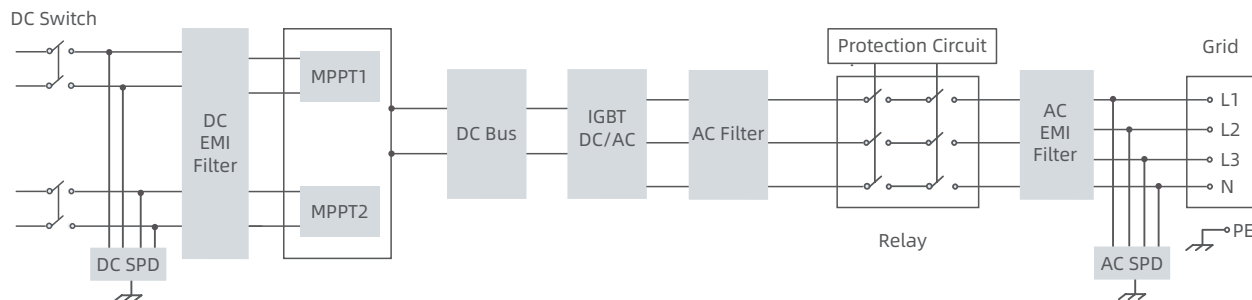 DC Switch
DC
EMI
Filter
MPPT1
MPPT2
DC SPD
DC Bus
IGBT
DC/AC
AC Filter
Protection Circuit
Relay
AC
EMI
Filter
AC SPD
Grid
L1
L2
L3
N
PE